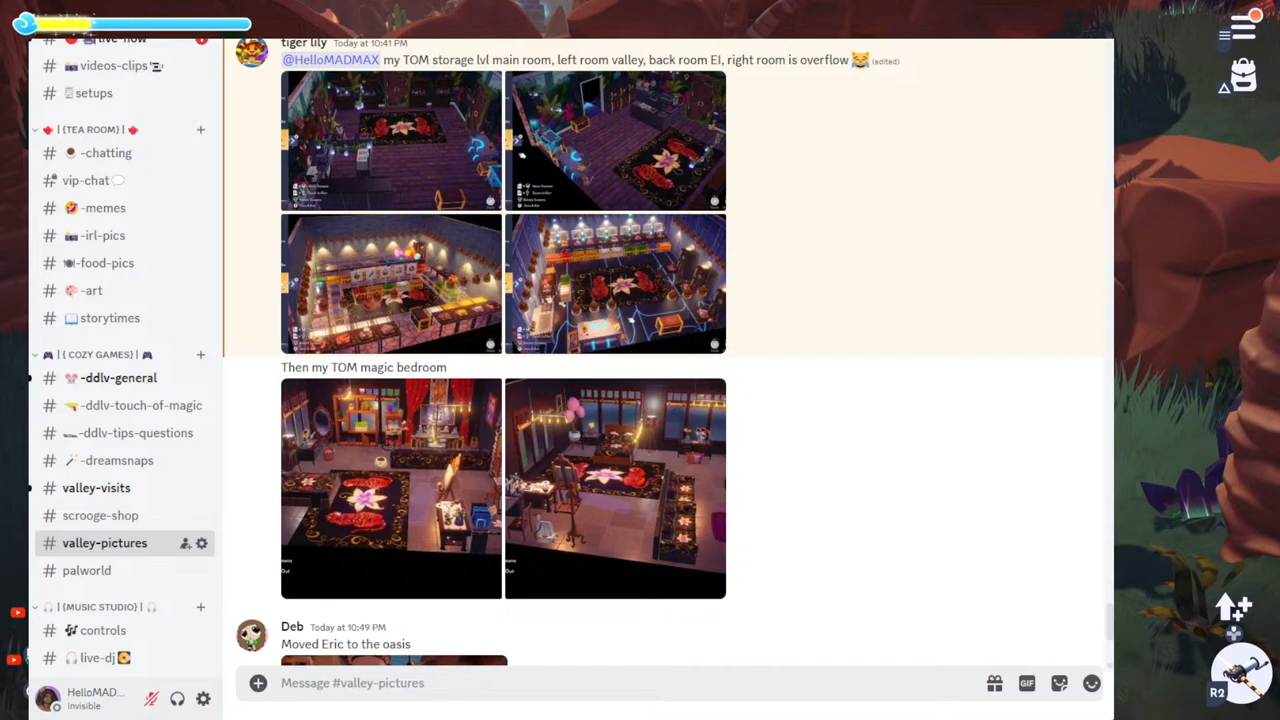 live-now
videos-clips
setups
| {TEA ROOM} |
-chatting
vip-chat
-memes
-irl-pics
-food-pics
-art
storytimes
| { COZY GAMES} |
-ddlv-general
-ddlv-touch-of-magic
-ddlv-tips-questions
-dreamsnaps
valley-visits
scrooge-shop
valley-pictures
palworld
| {MUSIC STUDIO} |
controls
live-dj
HelloMAD...
Invisible
tiger lily Today at 10:41 PM
@HelloMADMAX my TOM storage lvl main room, left room valley, back room EI, right room is overflow (edited)
Then my TOM magic bedroom
Deb Today at 10:49 PM
Moved Eric to the oasis
Message #valley-pictures
GIF
R2